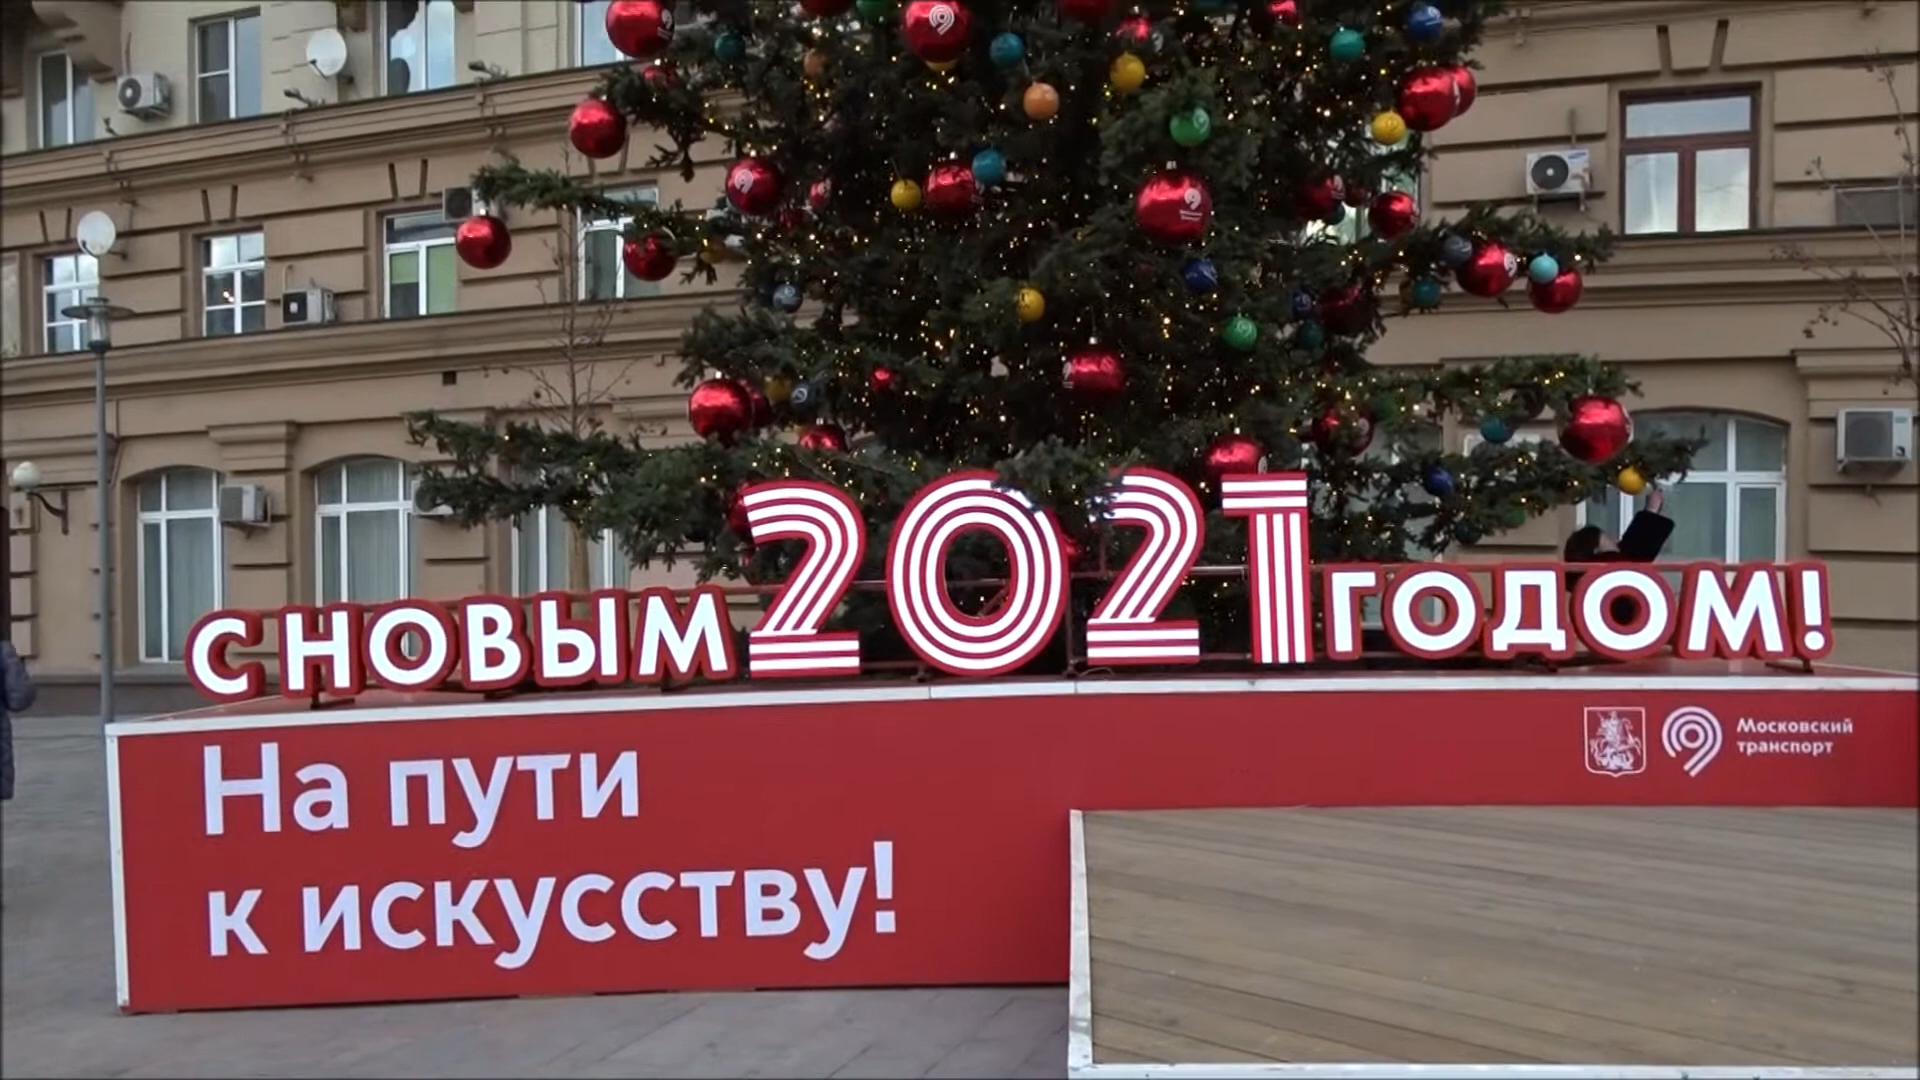 С НОВЫМ 2021 ГОДОМ!
На пути
к искусству!
Московский
транспорт